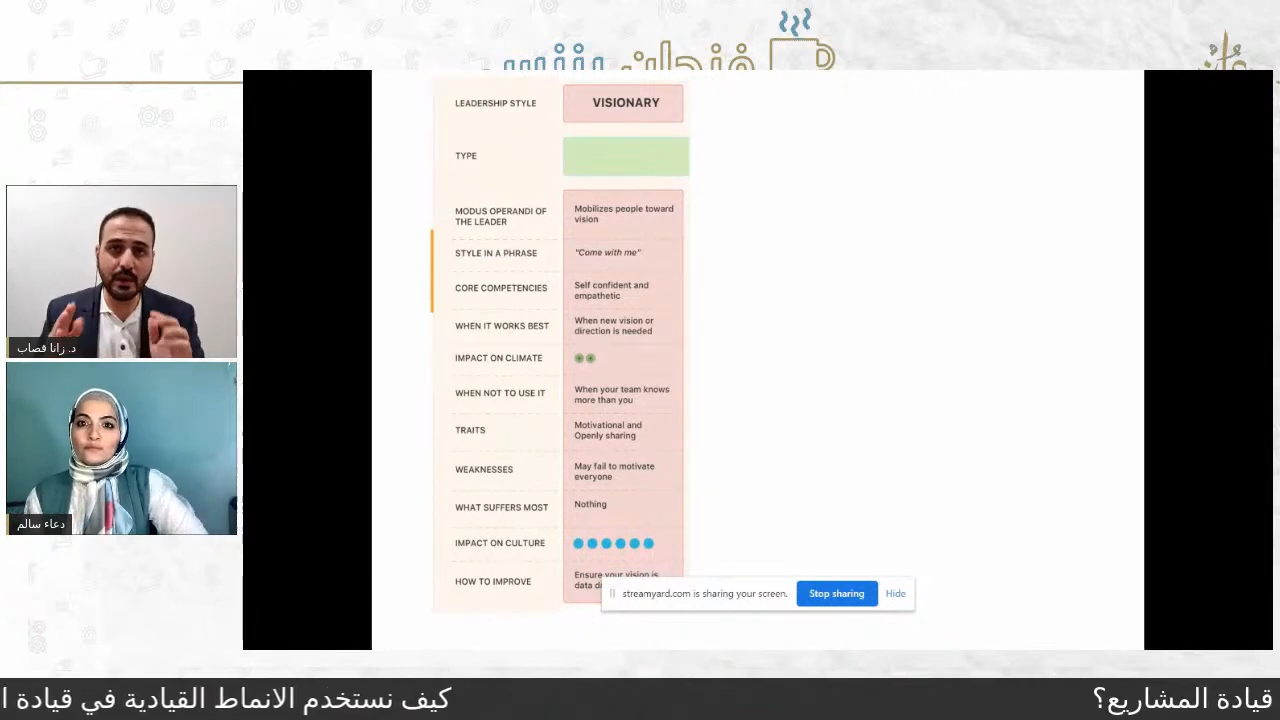 فنجان بزنس
LEADERSHIP STYLE
VISIONARY
TYPE
MODUS OPERANDI OF
THE LEADER
Mobilizes people toward
vision
STYLE IN A PHRASE
"Come with me"
CORE COMPETENCIES
Self confident and
empathetic
WHEN IT WORKS BEST
When new vision or
direction is needed
IMPACT ON CLIMATE
WHEN NOT TO USE IT
When your team knows
more than you
TRAITS
Motivational and
Openly sharing
WEAKNESSES
May fail to motivate
everyone
WHAT SUFFERS MOST
Nothing
IMPACT ON CULTURE
HOW TO IMPROVE
Ensure your vision is
data
streamyard.com is sharing your screen.
Stop sharing
Hide
د. زانا قصاب
دعاء سالم
قيادة المشاريع؟
كيف نستخدم الانماط القيادية في قيادة ا